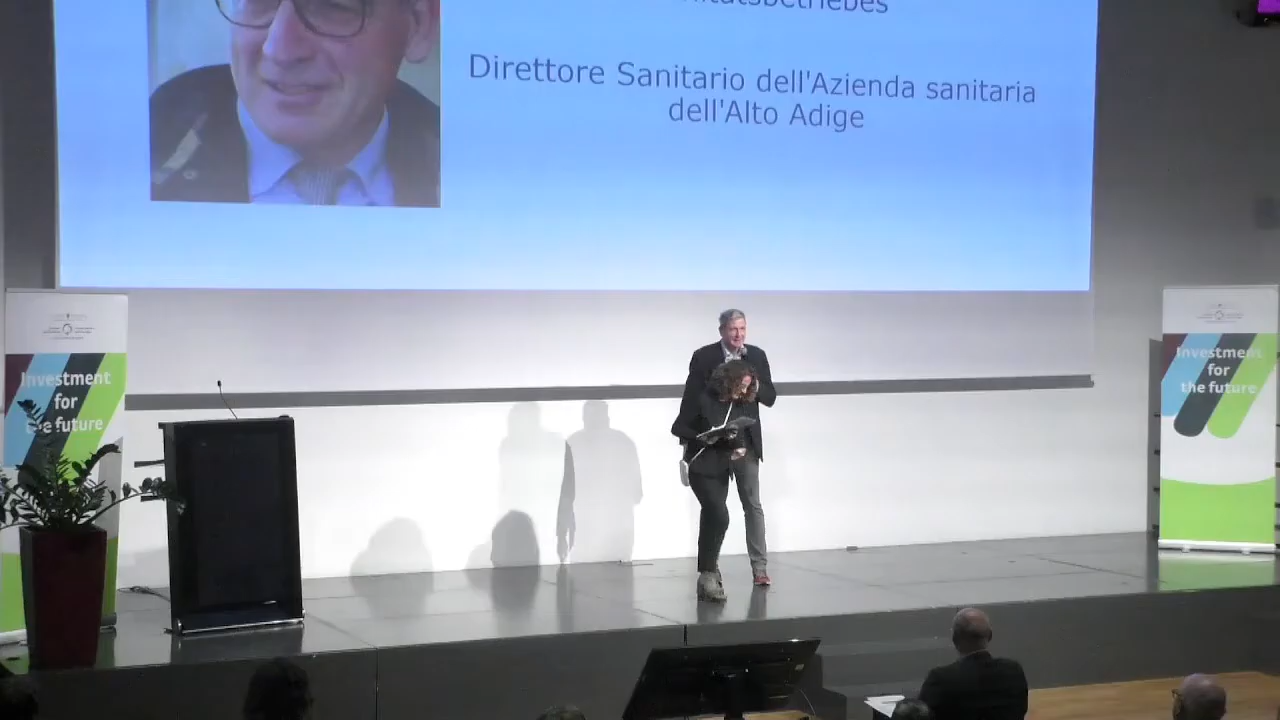 Direttore Sanitario dell'Azienda sanitaria
dell'Alto Adige
Investment
for
the future
Investment
for
the future